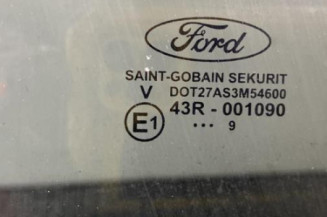 Ford
SAINT-GOBAIN SEKURIT
V DOT27AS3M54600
E1 43R - 001090
... 9